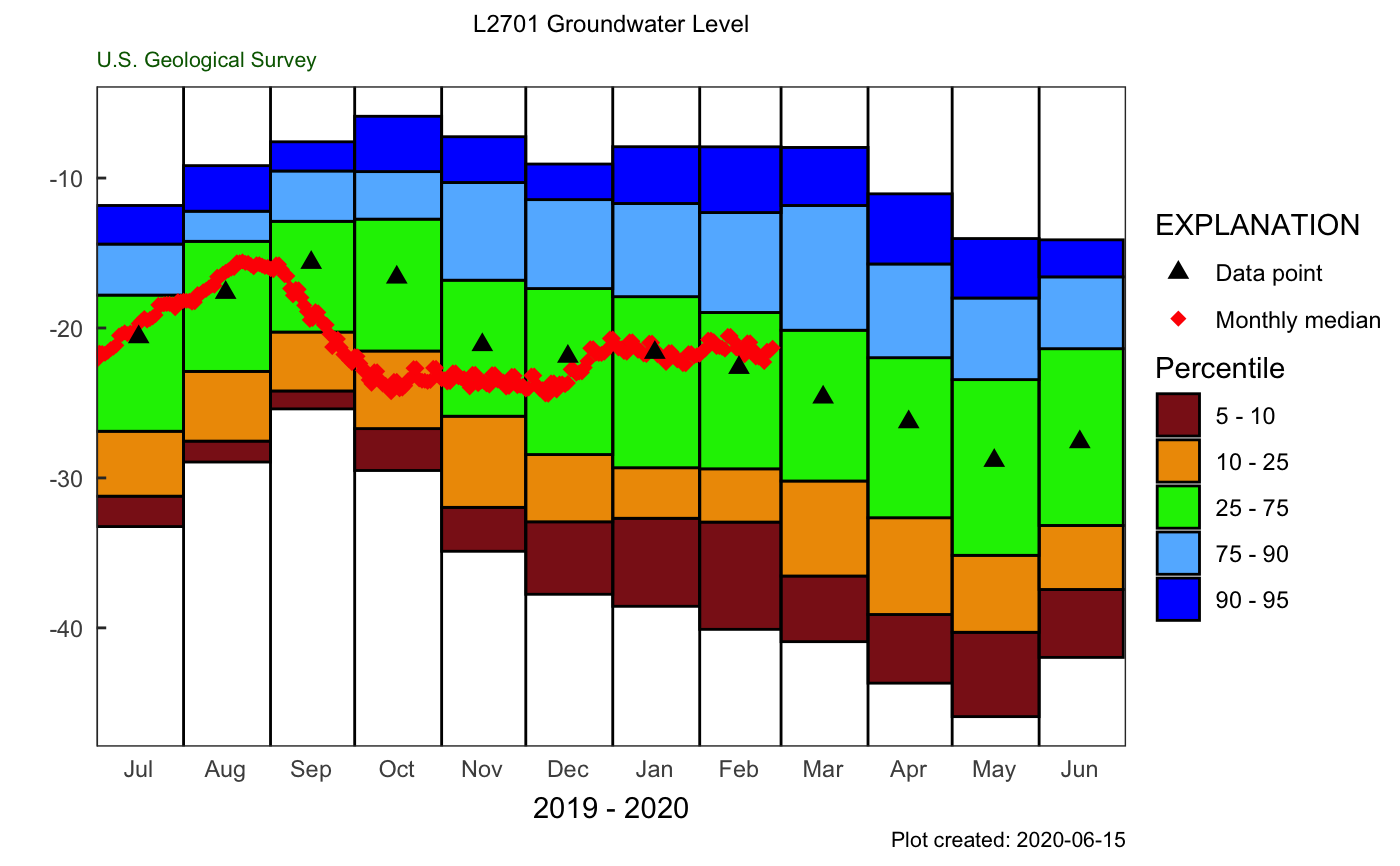 L2701 Groundwater Level
U.S. Geological Survey
-10
-20
-30
-40
Jul Aug Sep Oct Nov Dec Jan Feb Mar Apr May Jun
2019 - 2020
Plot created: 2020-06-15
EXPLANATION
Data point
Monthly median
Percentile
5 - 10
10 - 25
25 - 75
75 - 90
90 - 95